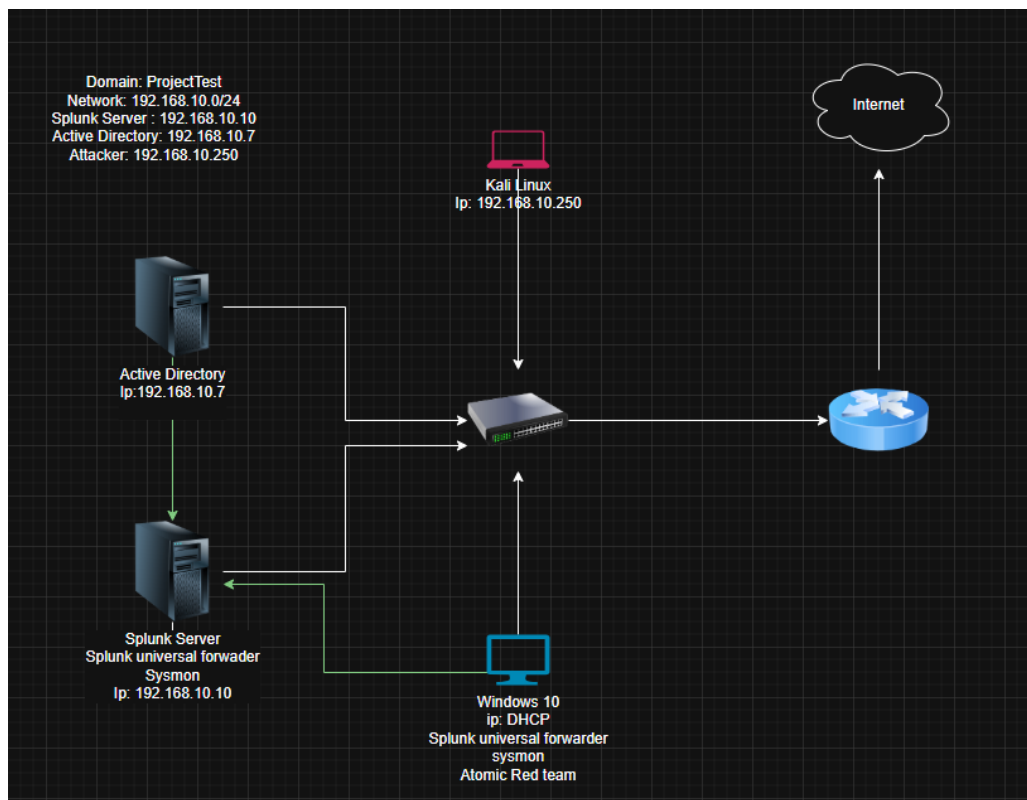 Domain: ProjectTest
Network: 192.168.10.0/24
Splunk Server : 192.168.10.10
Active Directory: 192.168.10.7
Attacker: 192.168.10.250
Internet
Kali Linux
Ip: 192.168.10.250
Active Directory
Ip:192.168.10.7
Splunk Server
Splunk universal forwader
Sysmon
Ip: 192.168.10.10
Windows 10
ip: DHCP
Splunk universal forwarder
sysmon
Atomic Red team